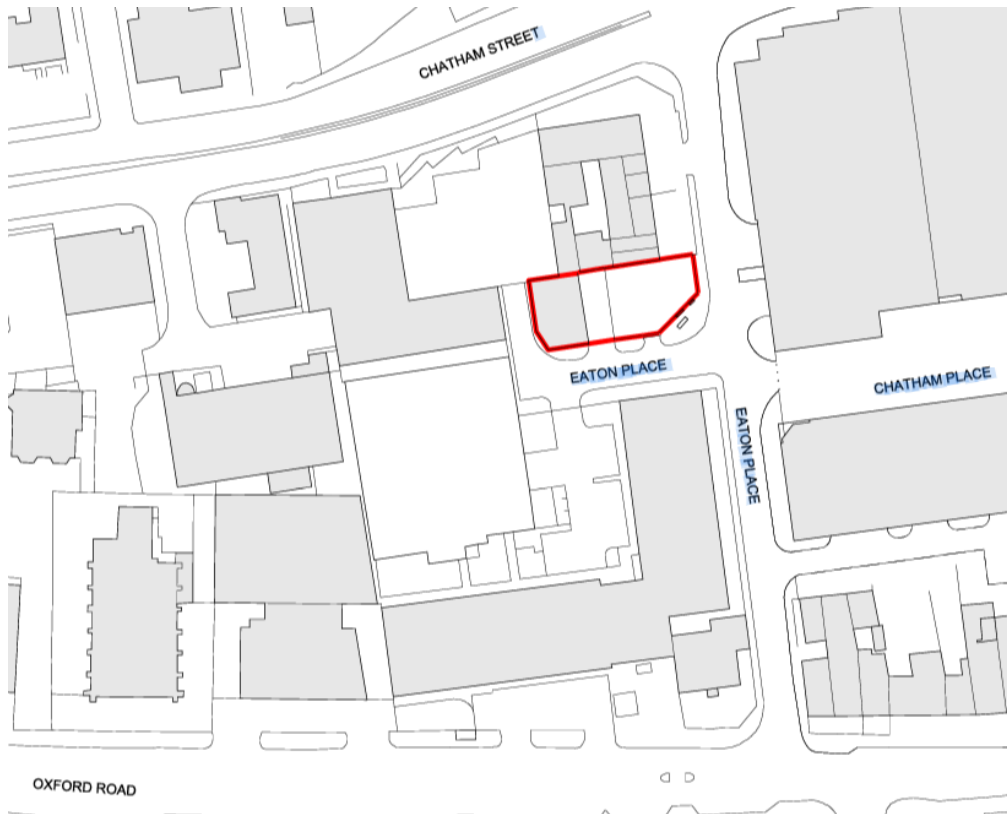 CHATHAM STREET
EATON PLACE
CHATHAM PLACE
EATON PLACE
OXFORD ROAD